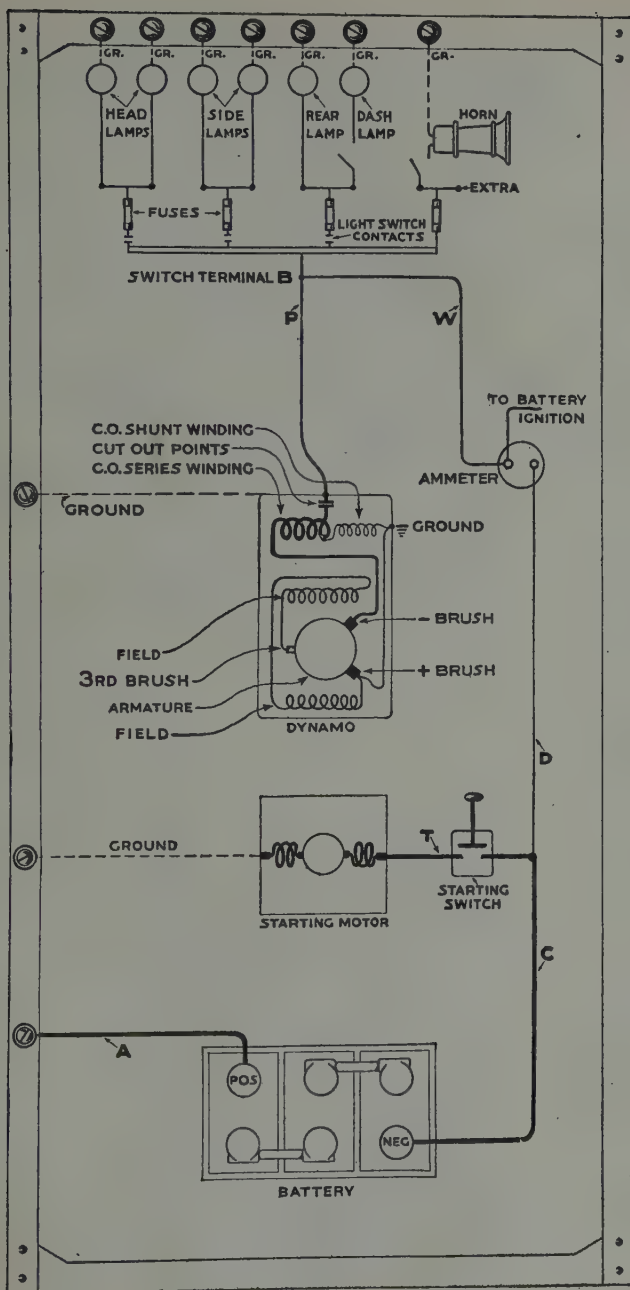 GR. GR. GR. GR. GR. GR. GR-
HEAD LAMPS
SIDE LAMPS
REAR LAMP
DASH LAMP
HORN
EXTRA
FUSES
LIGHT SWITCH CONTACTS
SWITCH TERMINAL B
P
W
TO BATTERY IGNITION
AMMETER
C.O. SHUNT WINDING
CUT OUT POINTS
C.O. SERIES WINDING
GROUND
GROUND
FIELD
- BRUSH
3RD BRUSH
+ BRUSH
ARMATURE
FIELD
DYNAMO
D
GROUND
T
STARTING SWITCH
STARTING MOTOR
C
A
POS
NEG
BATTERY